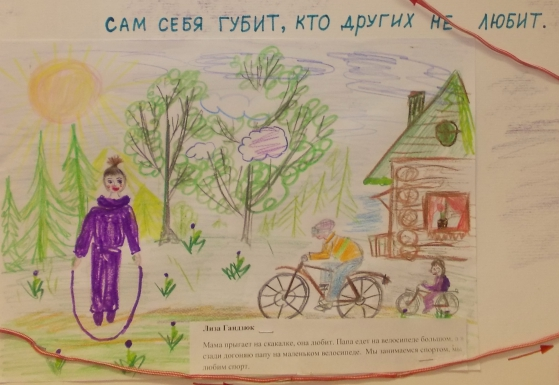 САМ СЕБЯ ГУБИТ, КТО ДРУГИХ НЕ ЛЮБИТ.
Лиза Гандзюк
Мама прыгает на скакалке, она любит. Папа едет на велосипеде большом,
сзади догоняю папу на маленьком велосипеде. Мы занимаемся спортом,
любим спорт.